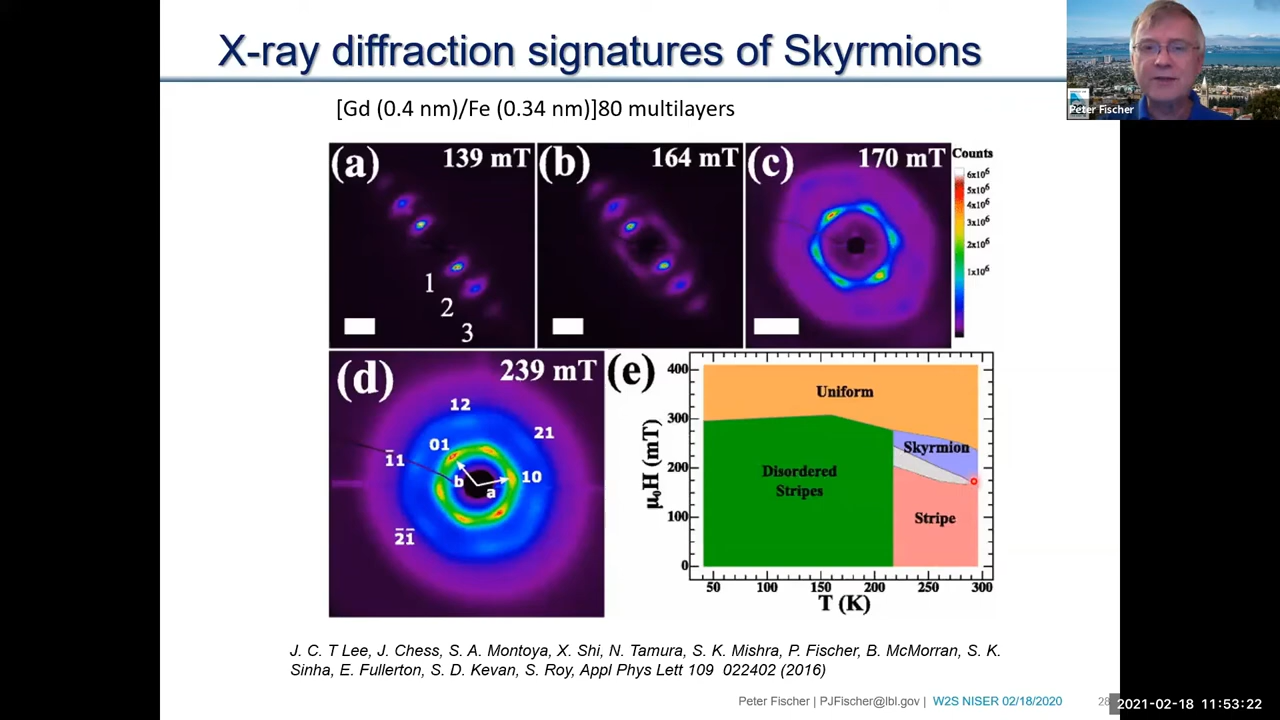 X-ray diffraction signatures of Skyrmions
Peter Fischer
[Gd (0.4 nm)/Fe (0.34 nm)]80 multilayers
(a) 139 mT
1
2
3
(b) 164 mT
(c) 170 mT
Counts
6x10⁶
5x10⁶
4x10⁶
3x10⁶
2x10⁶
1x10⁶
(d) 239 mT
12
21
01
1̅1
10
b
a
2̅1̅
(e)
μ₀H (mT)
400
300
200
100
0
Uniform
Skyrmion
Disordered
Stripes
Stripe
50 100 150 200 250 300
T (K)
J. C. T Lee, J. Chess, S. A. Montoya, X. Shi, N. Tamura, S. K. Mishra, P. Fischer, B. McMorran, S. K.
Sinha, E. Fullerton, S. D. Kevan, S. Roy, Appl Phys Lett 109 022402 (2016)
Peter Fischer | PJFischer@lbl.gov | W2S NISER 02/18/2020
28
2021-02-18 11:53:22